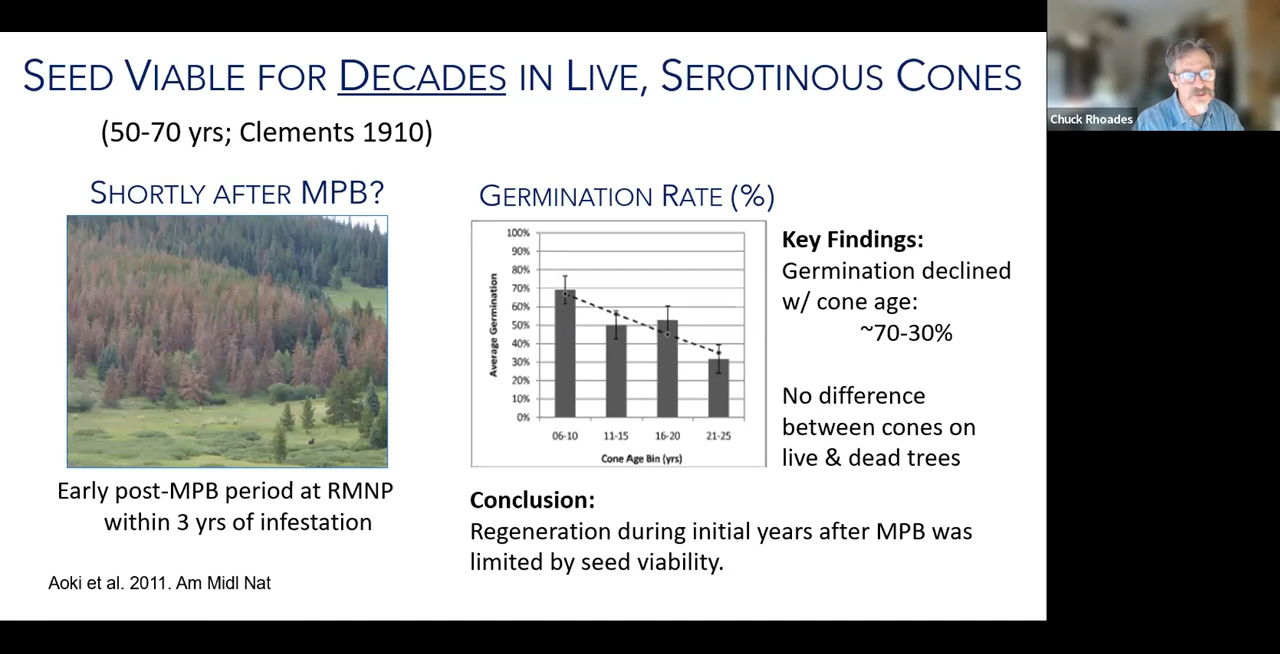 SEED VIABLE FOR DECADES IN LIVE, SEROTINOUS CONES
(50-70 yrs; Clements 1910)
SHORTLY AFTER MPB?
Early post-MPB period at RMNP
within 3 yrs of infestation
GERMINATION RATE (%)
Average Germination
100%
90%
80%
70%
60%
50%
40%
30%
20%
10%
0%
06-10 11-15 16-20 21-25
Cone Age Bin (yrs)
Key Findings:
Germination declined
w/ cone age:
~70-30%
No difference
between cones on
live & dead trees
Conclusion:
Regeneration during initial years after MPB was
limited by seed viability.
Aoki et al. 2011. Am Midl Nat
Chuck Rhoades